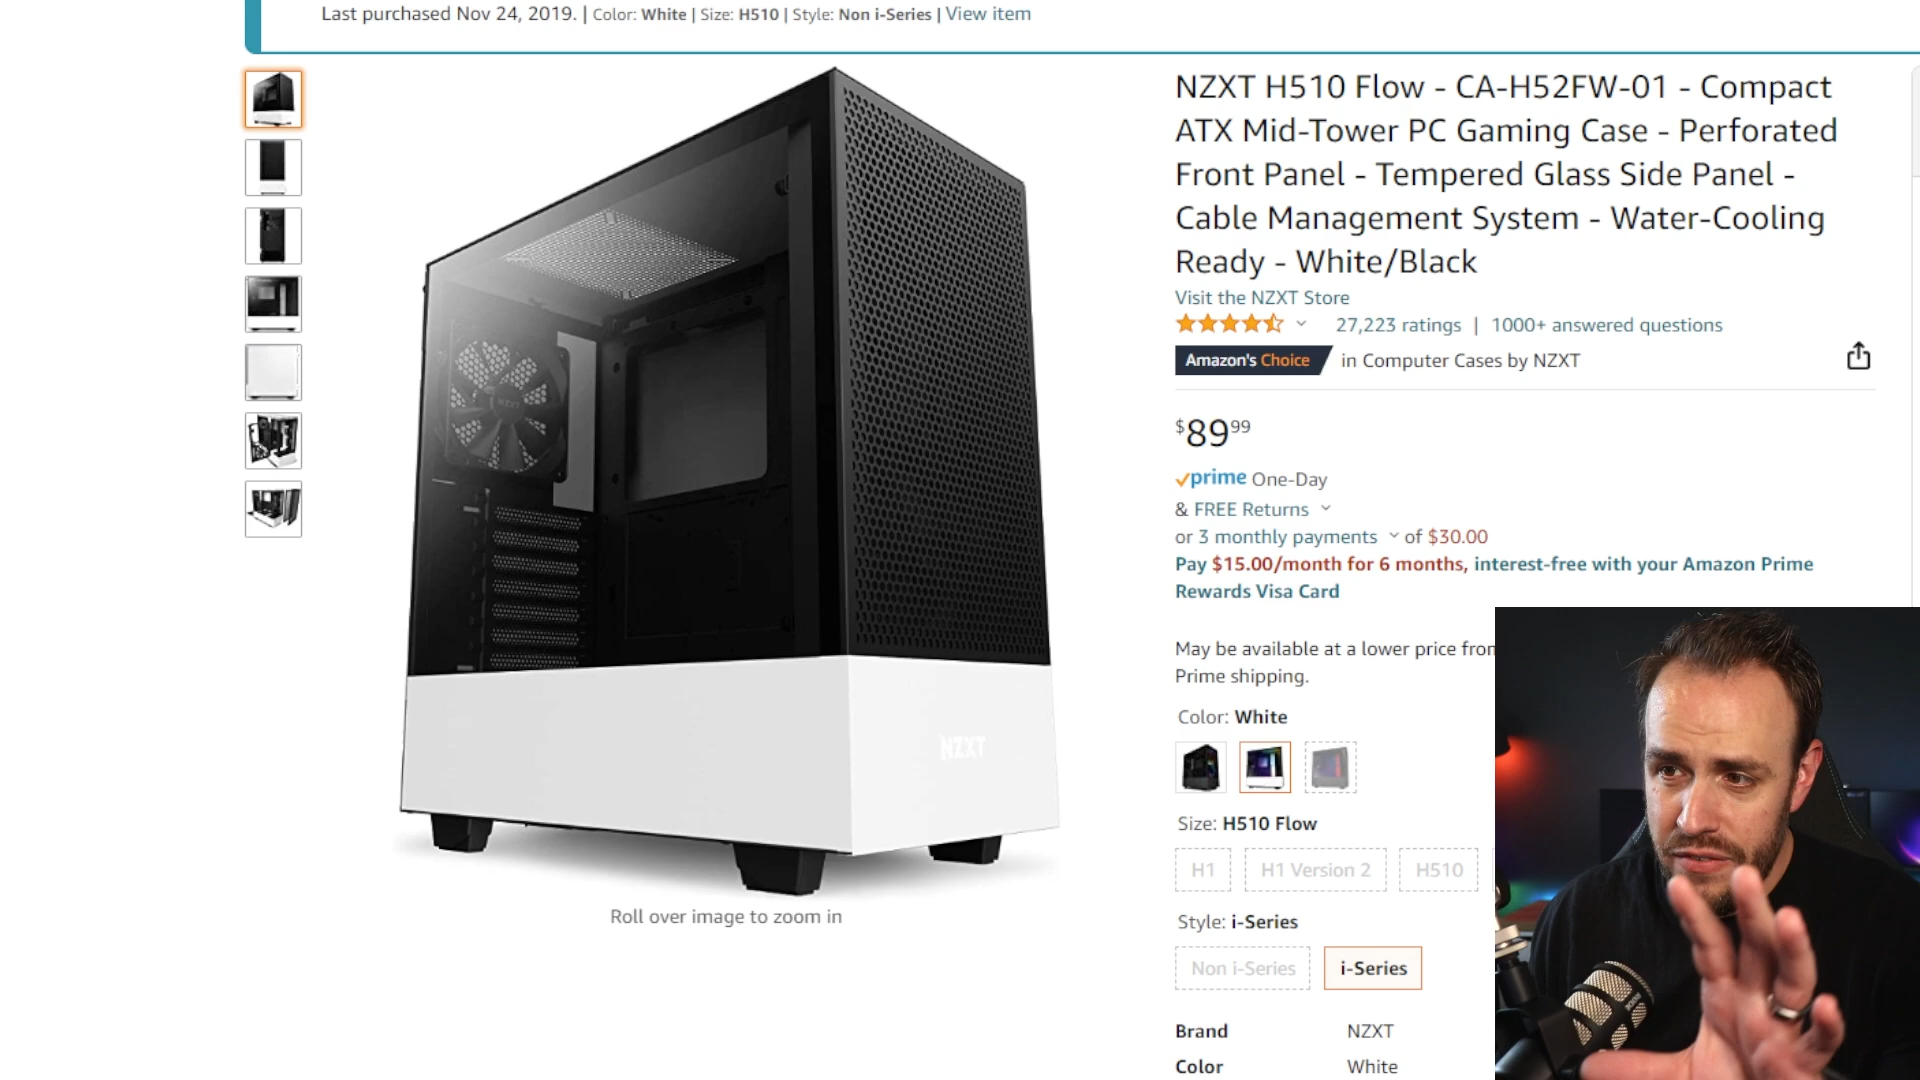 Last purchased Nov 24, 2019. | Color: White | Size: H510 | Style: Non i-Series | View item
NZXT H510 Flow - CA-H52FW-01 - Compact
ATX Mid-Tower PC Gaming Case - Perforated
Front Panel - Tempered Glass Side Panel -
Cable Management System - Water-Cooling
Ready - White/Black
Visit the NZXT Store
27,223 ratings | 1000+ answered questions
Amazon's Choice in Computer Cases by NZXT
$89.99
prime One-Day
& FREE Returns
or 3 monthly payments of $30.00
Pay $15.00/month for 6 months, interest-free with your Amazon Prime
Rewards Visa Card
May be available at a lower price from
Prime shipping.
Color: White
Size: H510 Flow
H1 H1 Version 2 H510
Style: i-Series
Non i-Series i-Series
Brand NZXT
Color White
NZXT
NZXT
Roll over image to zoom in